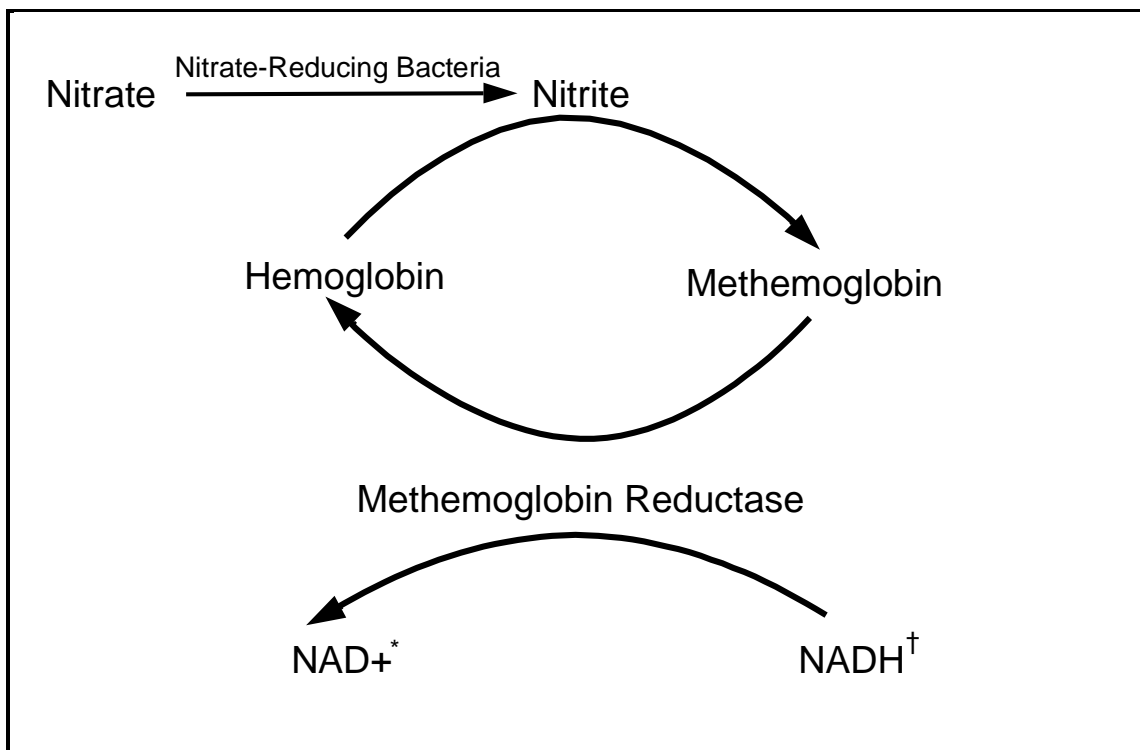 Nitrate-Reducing Bacteria
Nitrate
Nitrite
Hemoglobin
Methemoglobin
Methemoglobin Reductase
NAD+*
NADH†